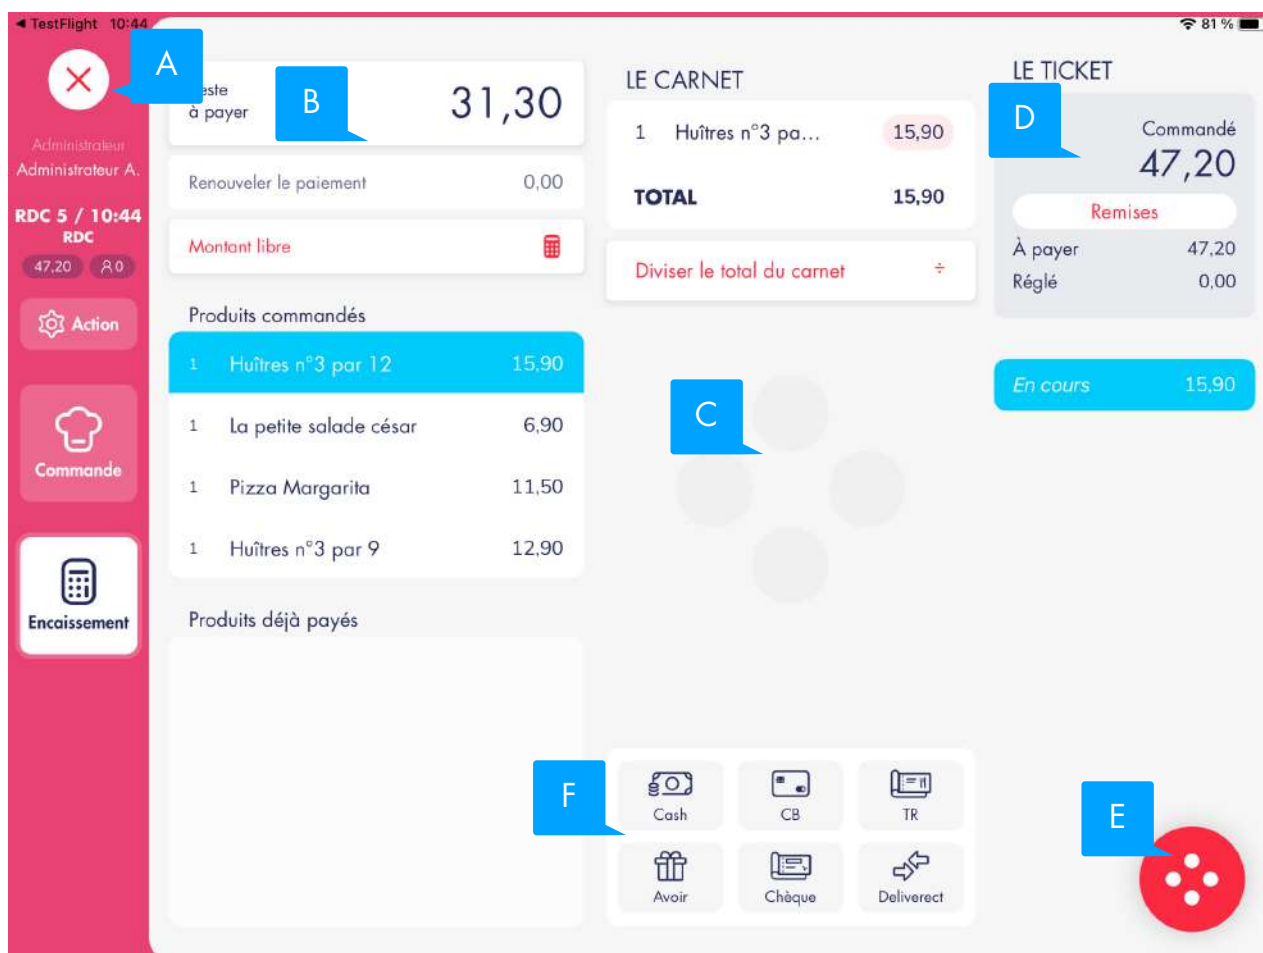 TestFlight 10:44
81 %
A
Administrateur
Administrateur A.
RDC 5 / 10:44
RDC
47,20 0
Action
Commande
Encaissement
B
à payer 31,30
Renouveler le paiement 0,00
Montant libre
Produits commandés
1 Huîtres n°3 par 12 15,90
1 La petite salade césar 6,90
1 Pizza Margarita 11,50
1 Huîtres n°3 par 9 12,90
Produits déjà payés
LE CARNET
1 Huîtres n°3 pa... 15,90
TOTAL 15,90
Diviser le total du carnet ÷
C
F
Cash
CB
TR
Avoir
Chèque
Deliverect
LE TICKET
D
Commandé
47,20
Remises
À payer 47,20
Réglé 0,00
En cours 15,90
E